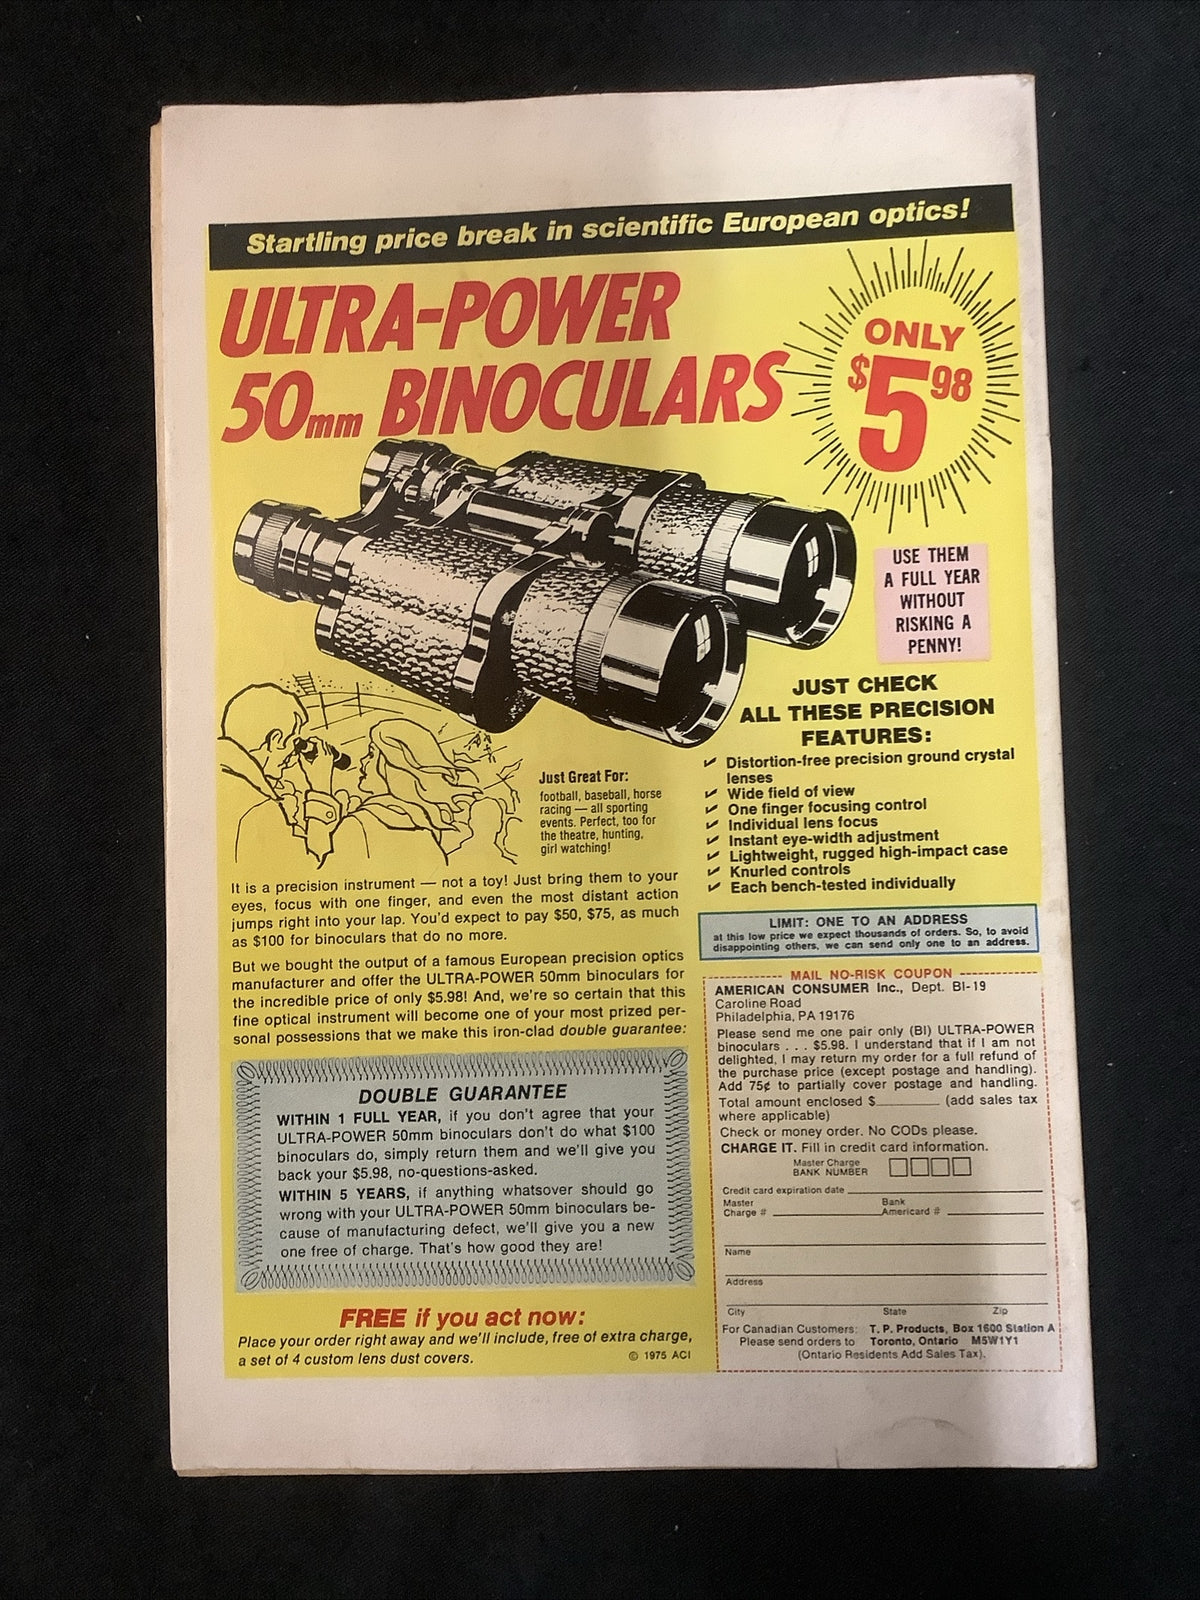 Startling price break in scientific European optics!
ULTRA-POWER
50mm BINOCULARS
ONLY
$5 98
USE THEM
A FULL YEAR
WITHOUT
RISKING A
PENNY!
JUST CHECK
ALL THESE PRECISION
FEATURES:
✔ Distortion-free precision ground crystal
lenses
✔ Wide field of view
✔ One finger focusing control
✔ Individual lens focus
✔ Instant eye-width adjustment
✔ Lightweight, rugged high-impact case
✔ Knurled controls
✔ Each bench-tested individually
Just Great For:
football, baseball, horse
racing — all sporting
events. Perfect, too for
the theatre, hunting,
girl watching!
It is a precision instrument — not a toy! Just bring them to your
eyes, focus with one finger, and even the most distant action
jumps right into your lap. You'd expect to pay $50, $75, as much
as $100 for binoculars that do no more.
But we bought the output of a famous European precision optics
manufacturer and offer the ULTRA-POWER 50mm binoculars for
the incredible price of only $5.98! And, we're so certain that this
fine optical instrument will become one of your most prized per-
sonal possessions that we make this iron-clad double guarantee:
DOUBLE GUARANTEE
WITHIN 1 FULL YEAR, if you don't agree that your
ULTRA-POWER 50mm binoculars don't do what $100
binoculars do, simply return them and we'll give you
back your $5.98, no-questions-asked.
WITHIN 5 YEARS, if anything whatsover should go
wrong with your ULTRA-POWER 50mm binoculars be-
cause of manufacturing defect, we'll give you a new
one free of charge. That's how good they are!
FREE if you act now:
Place your order right away and we'll include, free of extra charge,
a set of 4 custom lens dust covers.
© 1975 ACI
LIMIT: ONE TO AN ADDRESS
at this low price we expect thousands of orders. So, to avoid
disappointing others, we can send only one to an address.
MAIL NO-RISK COUPON
AMERICAN CONSUMER Inc., Dept. BI-19
Caroline Road
Philadelphia, PA 19176
Please send me one pair only (BI) ULTRA-POWER
binoculars . . . $5.98. I understand that if I am not
delighted, I may return my order for a full refund of
the purchase price (except postage and handling).
Add 75¢ to partially cover postage and handling.
Total amount enclosed $________ (add sales tax
where applicable)
Check or money order. No CODs please.
CHARGE IT. Fill in credit card information.
Master Charge
BANK NUMBER
Credit card expiration date
Master Bank
Charge # Americard #
Name
Address
City State Zip
For Canadian Customers: T. P. Products, Box 1600 Station A
Please send orders to Toronto, Ontario M5W1Y1
(Ontario Residents Add Sales Tax).